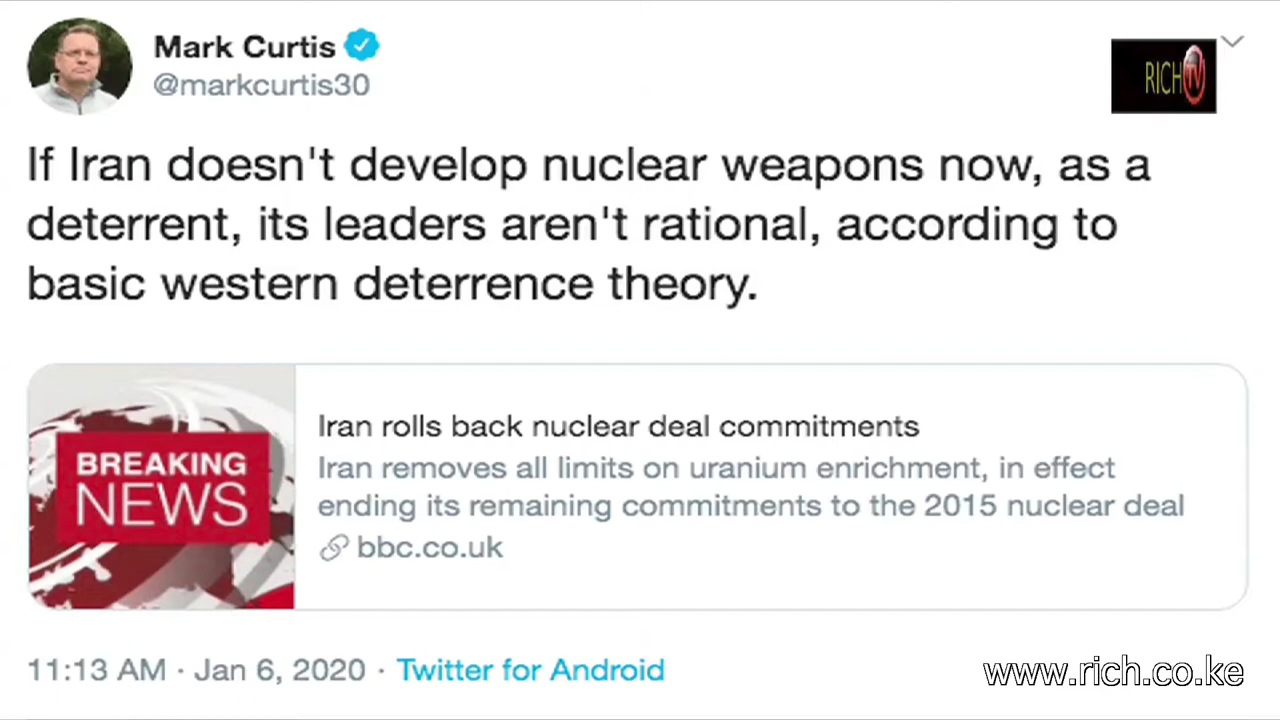 Mark Curtis
@markcurtis30
RICH TV
If Iran doesn't develop nuclear weapons now, as a
deterrent, its leaders aren't rational, according to
basic western deterrence theory.
BREAKING
NEWS
Iran rolls back nuclear deal commitments
Iran removes all limits on uranium enrichment, in effect
ending its remaining commitments to the 2015 nuclear deal
bbc.co.uk
11:13 AM · Jan 6, 2020 · Twitter for Android
www.rich.co.ke